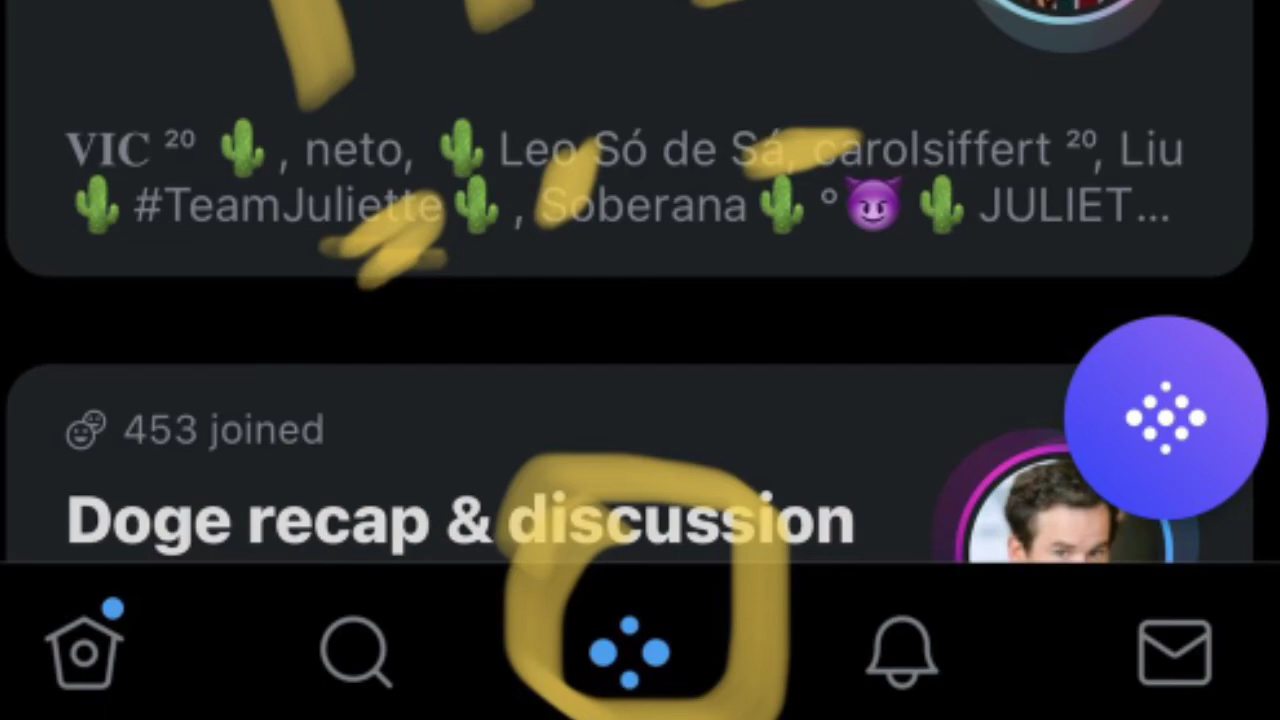 𝐕𝐈𝐂 ²⁰ 🌵 , neto, 🌵 Leo Só de Sá, carolsiffert ²⁰, Liu
🌵 #TeamJuliette 🌵 , Soberana 🌵 °😈 🌵 JULIET...
453 joined
Doge recap & discussion